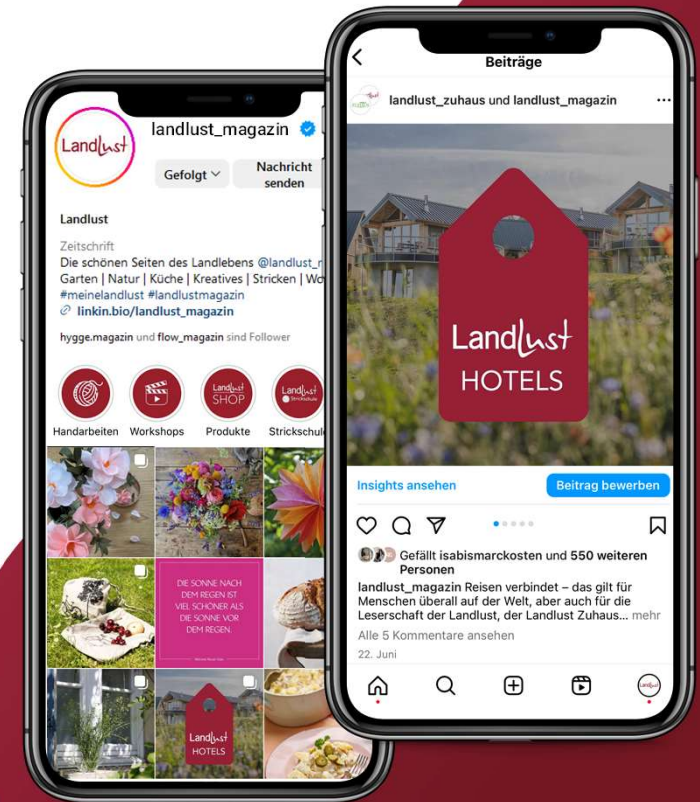 Landlust
landlust_magazin
Gefolgt
Nachricht
senden
Landlust
Zeitschrift
Die schönen Seiten des Landlebens @landlust_
Garten | Natur | Küche | Kreatives | Stricken |
#meinelandlust #landlustmagazin
linkin.bio/landlust_magazin
hygge.magazin und flow_magazin sind Follower
Landlust
SHOP
Landlust
Strickschule
Handarbeiten
Workshops
Produkte
Strickschule
DIE SONNE NACH
DEM REGEN IST
VIEL SCHÖNER ALS
DIE SONNE VOR
DEM REGEN.
Landlust
HOTELS
Beiträge
landlust_zuhaus und landlust_magazin
Landlust
HOTELS
Insights ansehen
Beitrag bewerben
Gefällt isabismarckosten und 550 weiteren
Personen
landlust_magazin Reisen verbindet – das gilt für
Menschen überall auf der Welt, aber auch für die
Leserschaft der Landlust, der Landlust Zuhaus... mehr
Alle 5 Kommentare ansehen
22. Juni
Landlust